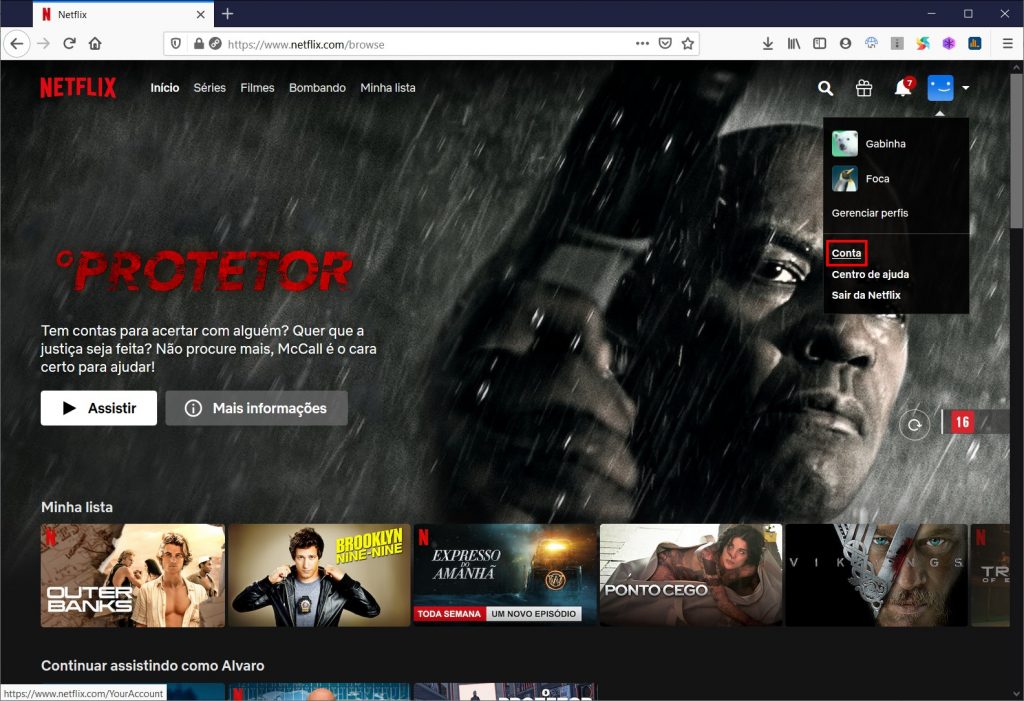 Netflix
https://www.netflix.com/browse
NETFLIX
Início Séries Filmes Bombando Minha lista
7
Gabinha
Foca
Gerenciar perfis
Conta
Centro de ajuda
Sair da Netflix
O PROTETOR
Tem contas para acertar com alguém? Quer que a
justiça seja feita? Não procure mais, McCall é o cara
certo para ajudar!
Assistir
Mais informações
16
Minha lista
N
OUTER
BANKS
BROOKLYN
NINE-NINE
N
EXPRESSO
DO
AMANHÃ
W
TODA SEMANA UM NOVO EPISÓDIO
PONTO CEGO
VIKINGS
N
TR
OF E
Continuar assistindo como Alvaro
N
O
PROTETOR
https://www.netflix.com/YourAccount